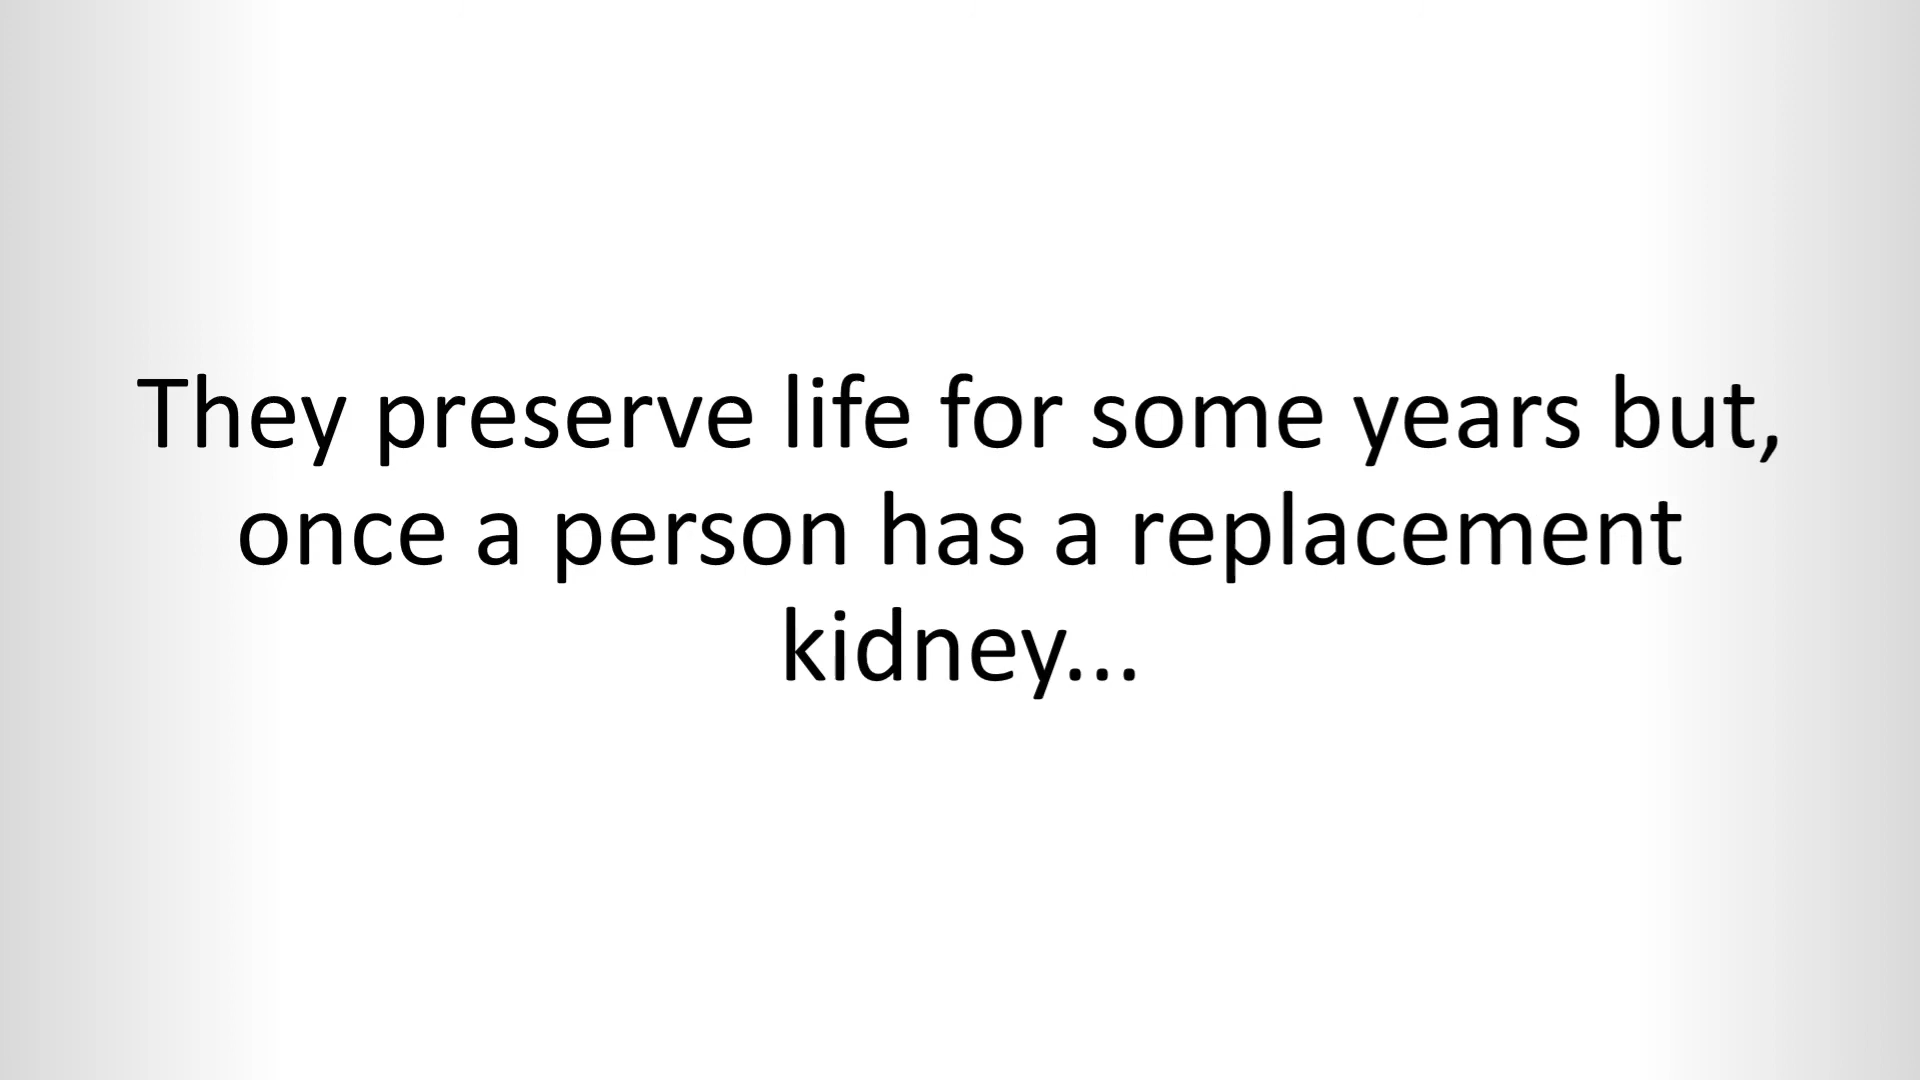 They preserve life for some years but,
once a person has a replacement
kidney...